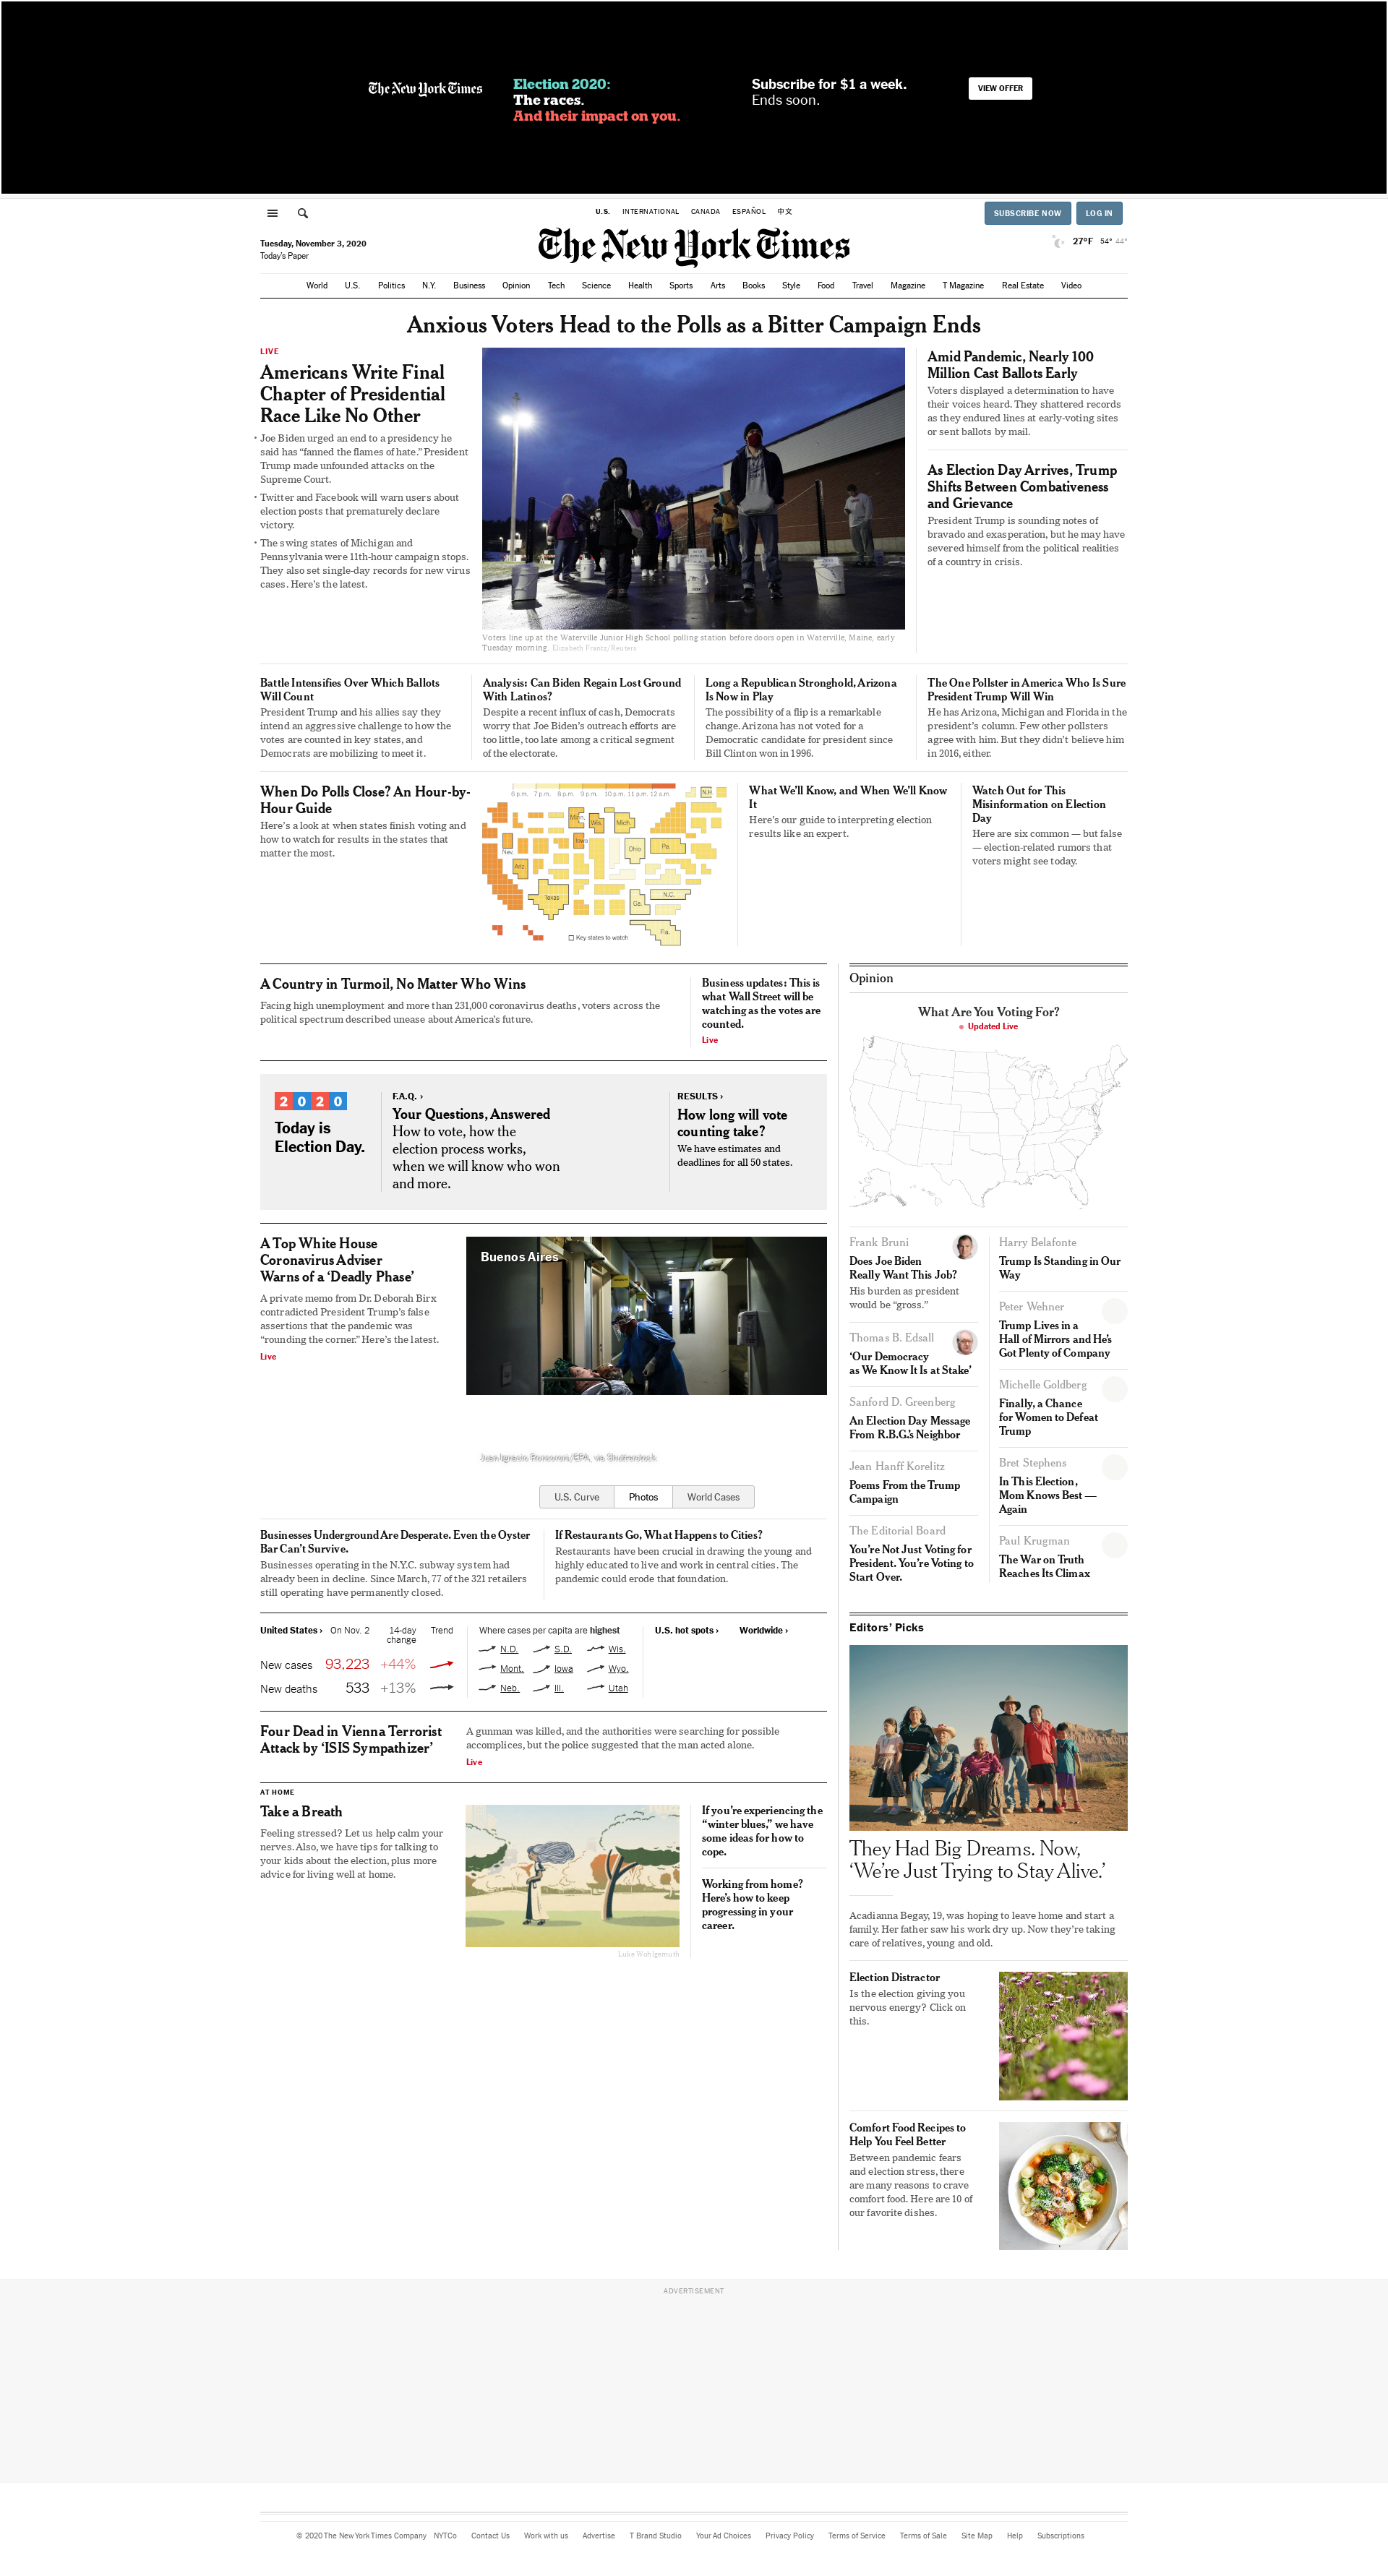 The New York Times
Election 2020:
The races.
And their impact on you.
Subscribe for $1 a week.
Ends soon.
VIEW OFFER
U.S. INTERNATIONAL CANADA ESPAÑOL 中文
SUBSCRIBE NOW LOG IN
Tuesday, November 3, 2020
Today's Paper
The New York Times
27°F 54° 44°
World U.S. Politics N.Y. Business Opinion Tech Science Health Sports Arts Books Style Food Travel Magazine T Magazine Real Estate Video
Anxious Voters Head to the Polls as a Bitter Campaign Ends
LIVE
Americans Write Final
Chapter of Presidential
Race Like No Other
• Joe Biden urged an end to a presidency he
said has “fanned the flames of hate.” President
Trump made unfounded attacks on the
Supreme Court.
• Twitter and Facebook will warn users about
election posts that prematurely declare
victory.
• The swing states of Michigan and
Pennsylvania were 11th-hour campaign stops.
They also set single-day records for new virus
cases. Here’s the latest.
Voters line up at the Waterville Junior High School polling station before doors open in Waterville, Maine, early
Tuesday morning. Elizabeth Frantz/Reuters
Amid Pandemic, Nearly 100
Million Cast Ballots Early
Voters displayed a determination to have
their voices heard. They shattered records
as they endured lines at early-voting sites
or sent ballots by mail.
As Election Day Arrives, Trump
Shifts Between Combativeness
and Grievance
President Trump is sounding notes of
bravado and exasperation, but he may have
severed himself from the political realities
of a country in crisis.
Battle Intensifies Over Which Ballots
Will Count
President Trump and his allies say they
intend an aggressive challenge to how the
votes are counted in key states, and
Democrats are mobilizing to meet it.
Analysis: Can Biden Regain Lost Ground
With Latinos?
Despite a recent influx of cash, Democrats
worry that Joe Biden’s outreach efforts are
too little, too late among a critical segment
of the electorate.
Long a Republican Stronghold, Arizona
Is Now in Play
The possibility of a flip is a remarkable
change. Arizona has not voted for a
Democratic candidate for president since
Bill Clinton won in 1996.
The One Pollster in America Who Is Sure
President Trump Will Win
He has Arizona, Michigan and Florida in the
president’s column. Few other pollsters
agree with him. But they didn’t believe him
in 2016, either.
When Do Polls Close? An Hour-by-
Hour Guide
Here’s a look at when states finish voting and
how to watch for results in the states that
matter the most.
6 p.m. 7 p.m. 8 p.m. 9 p.m. 10 p.m. 11 p.m. 12 a.m.
N.H.
Minn.
Wis.
Mich.
Iowa
Nev.
Ohio
Pa.
Ariz.
N.C.
Texas
Ga.
Fla.
Key states to watch
What We’ll Know, and When We’ll Know
It
Here’s our guide to interpreting election
results like an expert.
Watch Out for This
Misinformation on Election
Day
Here are six common — but false
— election-related rumors that
voters might see today.
A Country in Turmoil, No Matter Who Wins
Facing high unemployment and more than 231,000 coronavirus deaths, voters across the
political spectrum described unease about America’s future.
Business updates: This is
what Wall Street will be
watching as the votes are
counted.
Live
2020
Today is
Election Day.
F.A.Q. ›
Your Questions, Answered
How to vote, how the
election process works,
when we will know who won
and more.
RESULTS ›
How long will vote
counting take?
We have estimates and
deadlines for all 50 states.
A Top White House
Coronavirus Adviser
Warns of a ‘Deadly Phase’
A private memo from Dr. Deborah Birx
contradicted President Trump’s false
assertions that the pandemic was
“rounding the corner.” Here’s the latest.
Live
Buenos Aires
Juan Ignacio Roncoroni/EPA, via Shutterstock
U.S. Curve Photos World Cases
Businesses Underground Are Desperate. Even the Oyster
Bar Can’t Survive.
Businesses operating in the N.Y.C. subway system had
already been in decline. Since March, 77 of the 321 retailers
still operating have permanently closed.
If Restaurants Go, What Happens to Cities?
Restaurants have been crucial in drawing the young and
highly educated to live and work in central cities. The
pandemic could erode that foundation.
United States › On Nov. 2 14-day
change Trend
New cases 93,223 +44%
New deaths 533 +13%
Where cases per capita are highest
N.D. S.D. Wis.
Mont. Iowa Wyo.
Neb. Ill. Utah
U.S. hot spots › Worldwide ›
Four Dead in Vienna Terrorist
Attack by ‘ISIS Sympathizer’
A gunman was killed, and the authorities were searching for possible
accomplices, but the police suggested that the man acted alone.
Live
AT HOME
Take a Breath
Feeling stressed? Let us help calm your
nerves. Also, we have tips for talking to
your kids about the election, plus more
advice for living well at home.
Luke Wohlgemuth
If you’re experiencing the
“winter blues,” we have
some ideas for how to
cope.
Working from home?
Here’s how to keep
progressing in your
career.
Opinion
What Are You Voting For?
Updated Live
Frank Bruni
Does Joe Biden
Really Want This Job?
His burden as president
would be “gross.”
Thomas B. Edsall
‘Our Democracy
as We Know It Is at Stake’
Sanford D. Greenberg
An Election Day Message
From R.B.G.’s Neighbor
Jean Hanff Korelitz
Poems From the Trump
Campaign
The Editorial Board
You’re Not Just Voting for
President. You’re Voting to
Start Over.
Harry Belafonte
Trump Is Standing in Our
Way
Peter Wehner
Trump Lives in a
Hall of Mirrors and He’s
Got Plenty of Company
Michelle Goldberg
Finally, a Chance
for Women to Defeat
Trump
Bret Stephens
In This Election,
Mom Knows Best —
Again
Paul Krugman
The War on Truth
Reaches Its Climax
Editors’ Picks
They Had Big Dreams. Now,
‘We’re Just Trying to Stay Alive.’
Acadianna Begay, 19, was hoping to leave home and start a
family. Her father saw his work dry up. Now they’re taking
care of relatives, young and old.
Election Distractor
Is the election giving you
nervous energy? Click on
this.
Comfort Food Recipes to
Help You Feel Better
Between pandemic fears
and election stress, there
are many reasons to crave
comfort food. Here are 10 of
our favorite dishes.
ADVERTISEMENT
© 2020 The New York Times Company NYTCo Contact Us Work with us Advertise T Brand Studio Your Ad Choices Privacy Policy Terms of Service Terms of Sale Site Map Help Subscriptions